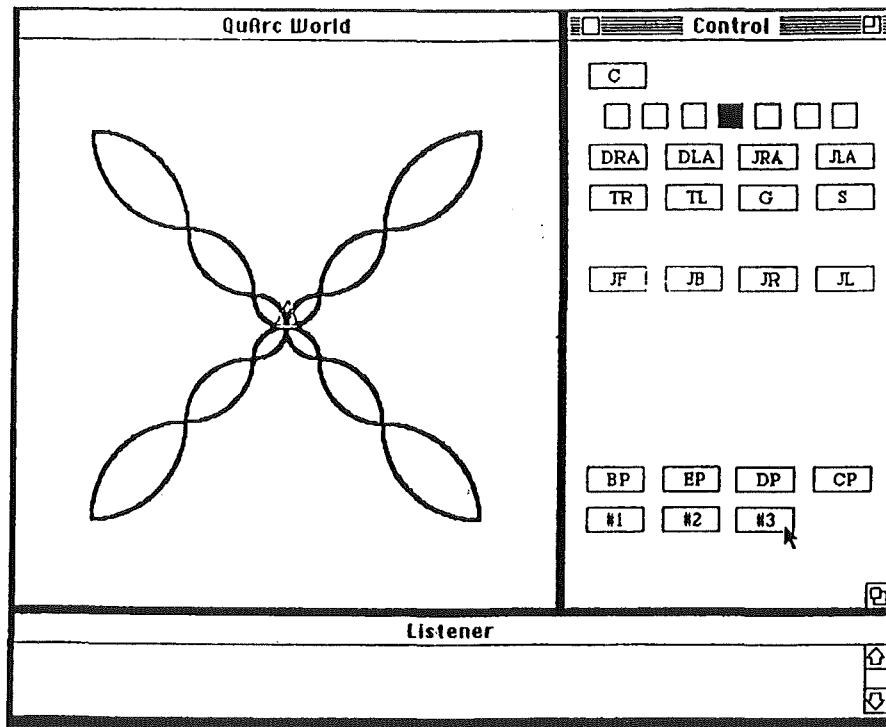 QuArc World
Control
C
DRA DLA JRA JLA
TR TL G S
JF JB JR JL
BP EP DP CP
#1 #2 #3
Listener